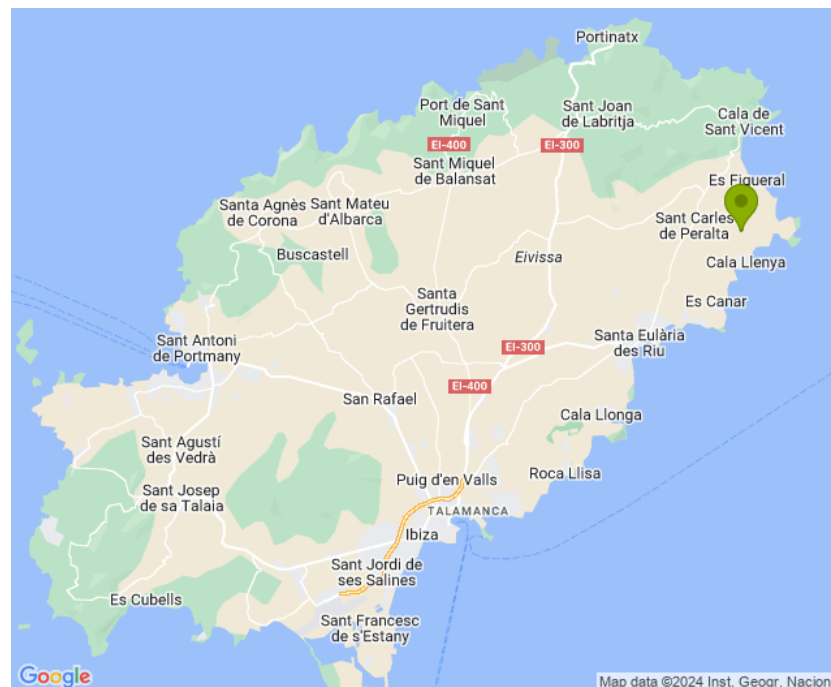 Portinatx
Port de Sant
Miquel
Sant Joan
de Labritja
Cala de
Sant Vicent
EI-400
EI-300
Sant Miquel
de Balansat
Es Figueral
Santa Agnès
de Corona
Sant Mateu
d'Albarca
Sant Carles
de Peralta
Buscastell
Eivissa
Cala Llenya
Santa
Gertrudis
de Fruitera
Es Canar
Sant Antoni
de Portmany
Santa Eulària
des Riu
EI-300
EI-400
San Rafael
Cala Llonga
Sant Agustí
des Vedrà
Puig d'en Valls
Roca Llisa
Sant Josep
de sa Talaia
TALAMANCA
Ibiza
Sant Jordi de
ses Salines
Es Cubells
Sant Francesc
de s'Estany
Google
Map data ©2024 Inst. Geogr. Nacion